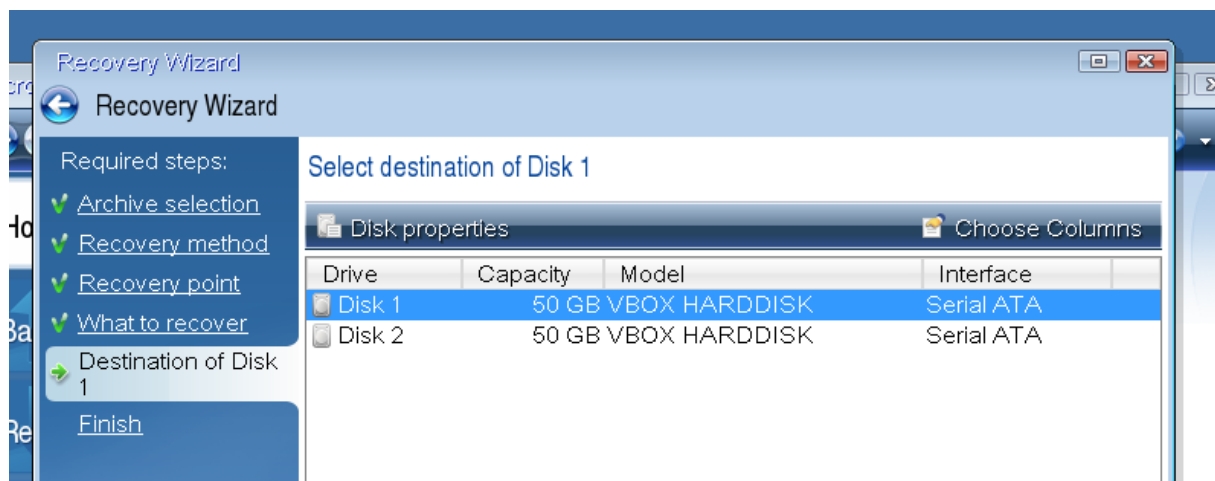 Recovery Wizard
Recovery Wizard
Required steps:
Archive selection
Recovery method
Recovery point
What to recover
Destination of Disk
1
Finish
Select destination of Disk 1
Disk properties Choose Columns
Drive Capacity Model Interface
Disk 1 50 GB VBOX HARDDISK Serial ATA
Disk 2 50 GB VBOX HARDDISK Serial ATA